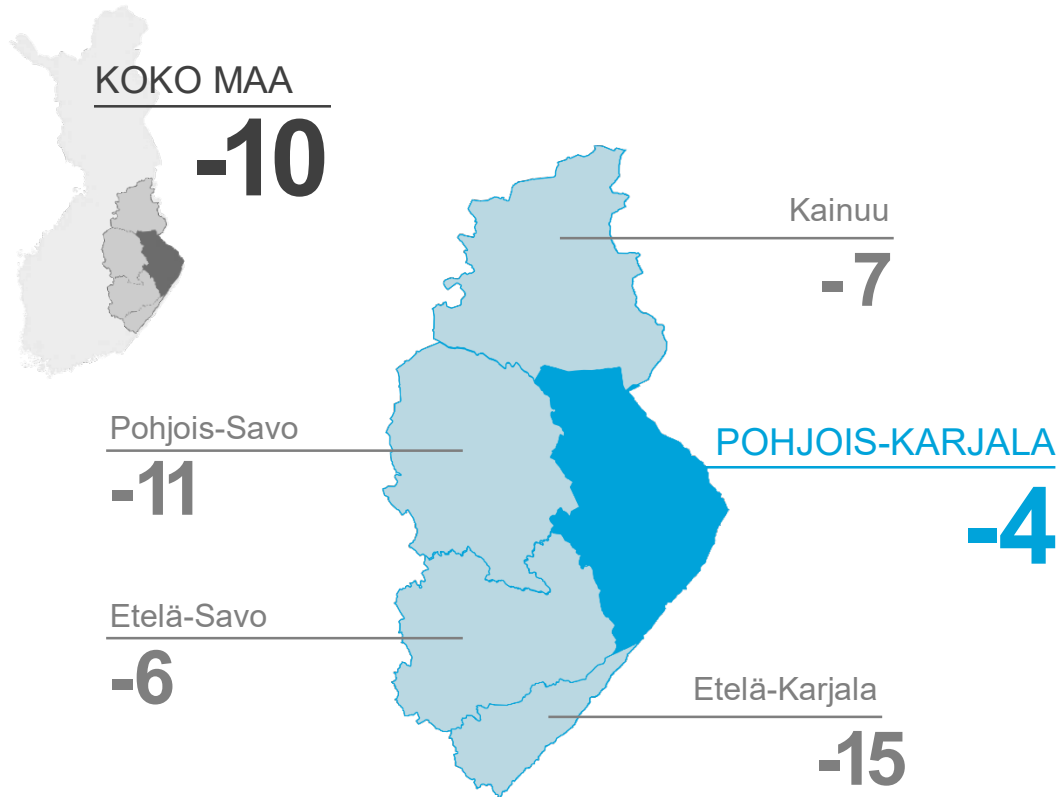 KOKO MAA
-10
Kainuu
-7
Pohjois-Savo
-11
POHJOIS-KARJALA
-4
Etelä-Savo
-6
Etelä-Karjala
-15